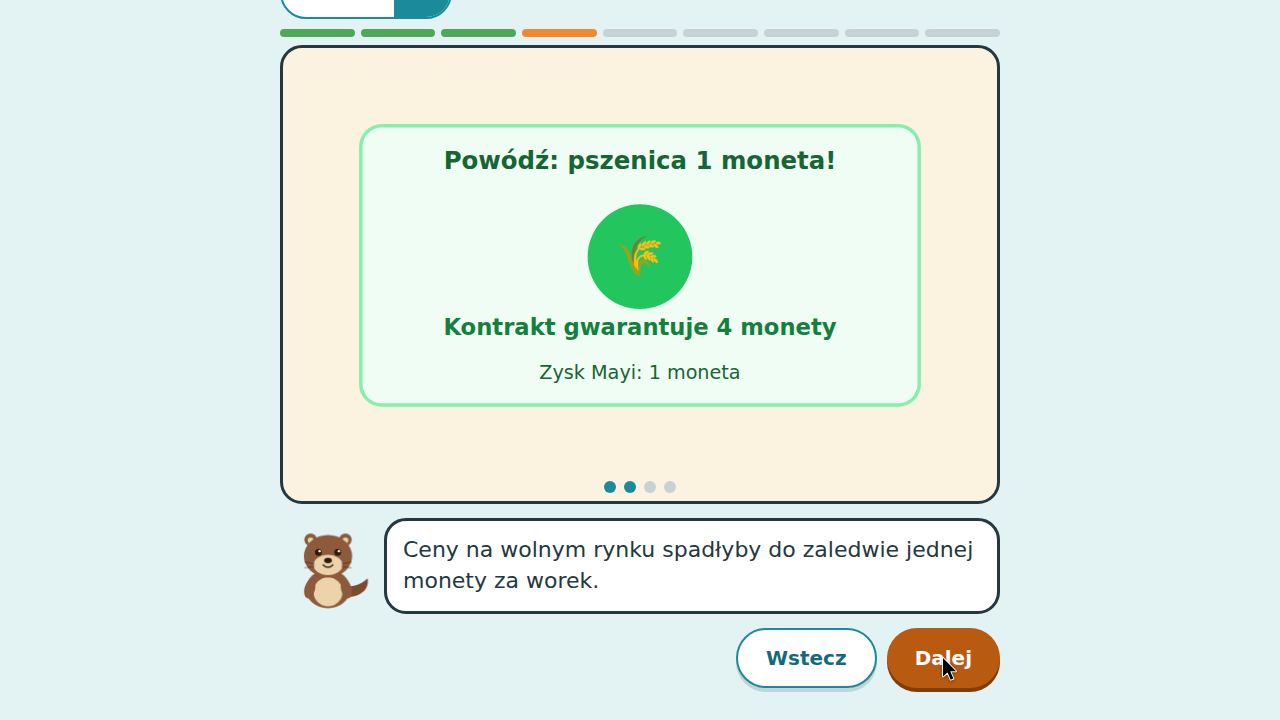 Powódź: pszenica 1 moneta!
Kontrakt gwarantuje 4 monety
Zysk Mayi: 1 moneta
Ceny na wolnym rynku spadłyby do zaledwie jednej
monety za worek.
Wstecz
Dalej